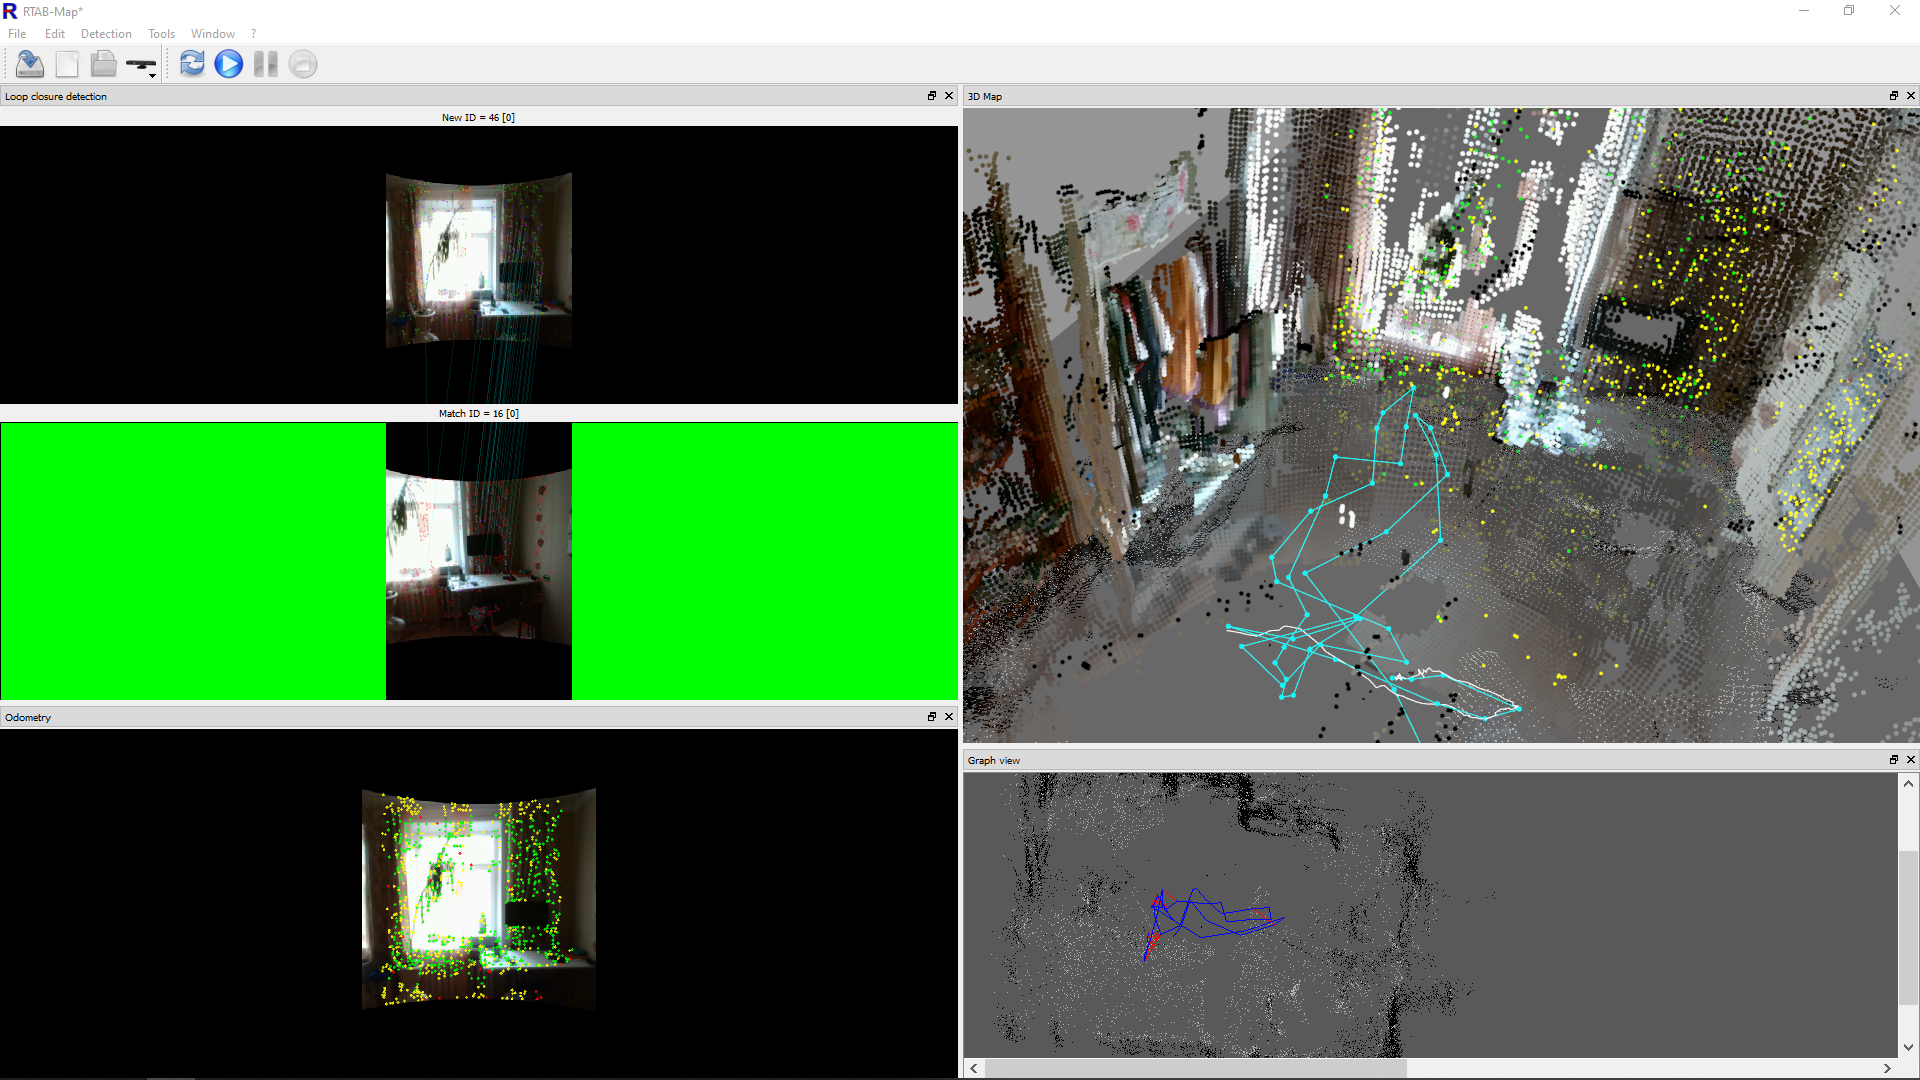 RTAB-Map*
File Edit Detection Tools Window ?
Loop closure detection
New ID = 46 [0]
Match ID = 16 [0]
Odometry
3D Map
Graph view